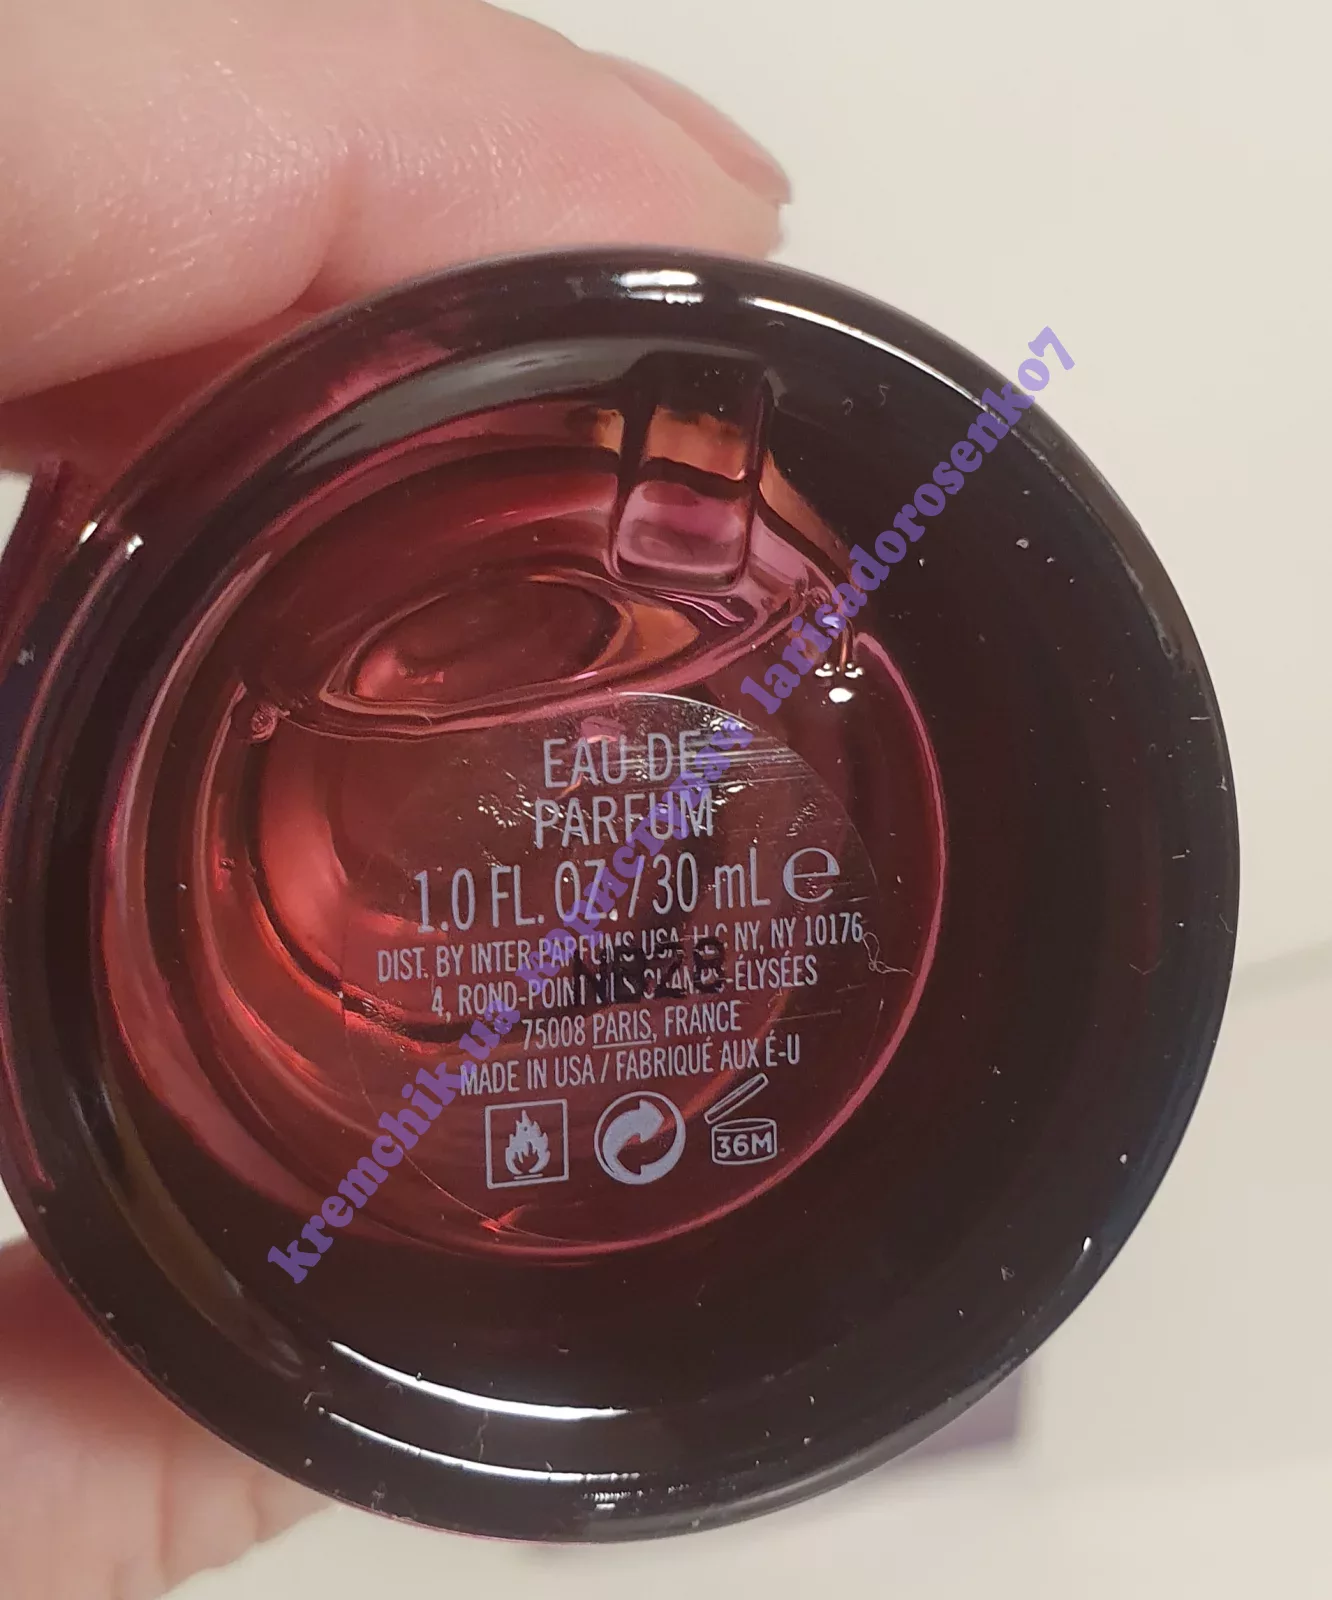 EAU DE
PARFUM
1.0 FL. OZ. / 30 mL ℮
DIST. BY INTER PARFUMS USA, LLC NY, NY 10176
4, ROND-POINT DES CHAMPS-ÉLYSÉES
75008 PARIS, FRANCE
MADE IN USA / FABRIQUÉ AUX É-U
36M
kremchik.ua larisadorosenko7